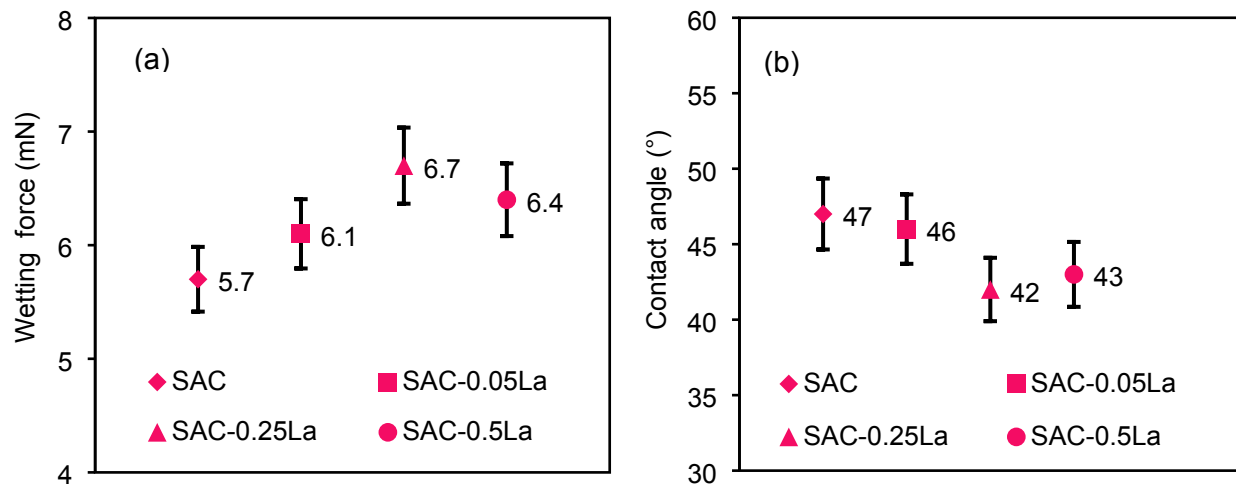 Wetting force (mN)
8
7
6
5
4
(a)
5.7
6.1
6.7
6.4
SAC
SAC-0.05La
SAC-0.25La
SAC-0.5La
Contact angle (°)
60
55
50
45
40
35
30
(b)
47
46
42
43
SAC
SAC-0.05La
SAC-0.25La
SAC-0.5La